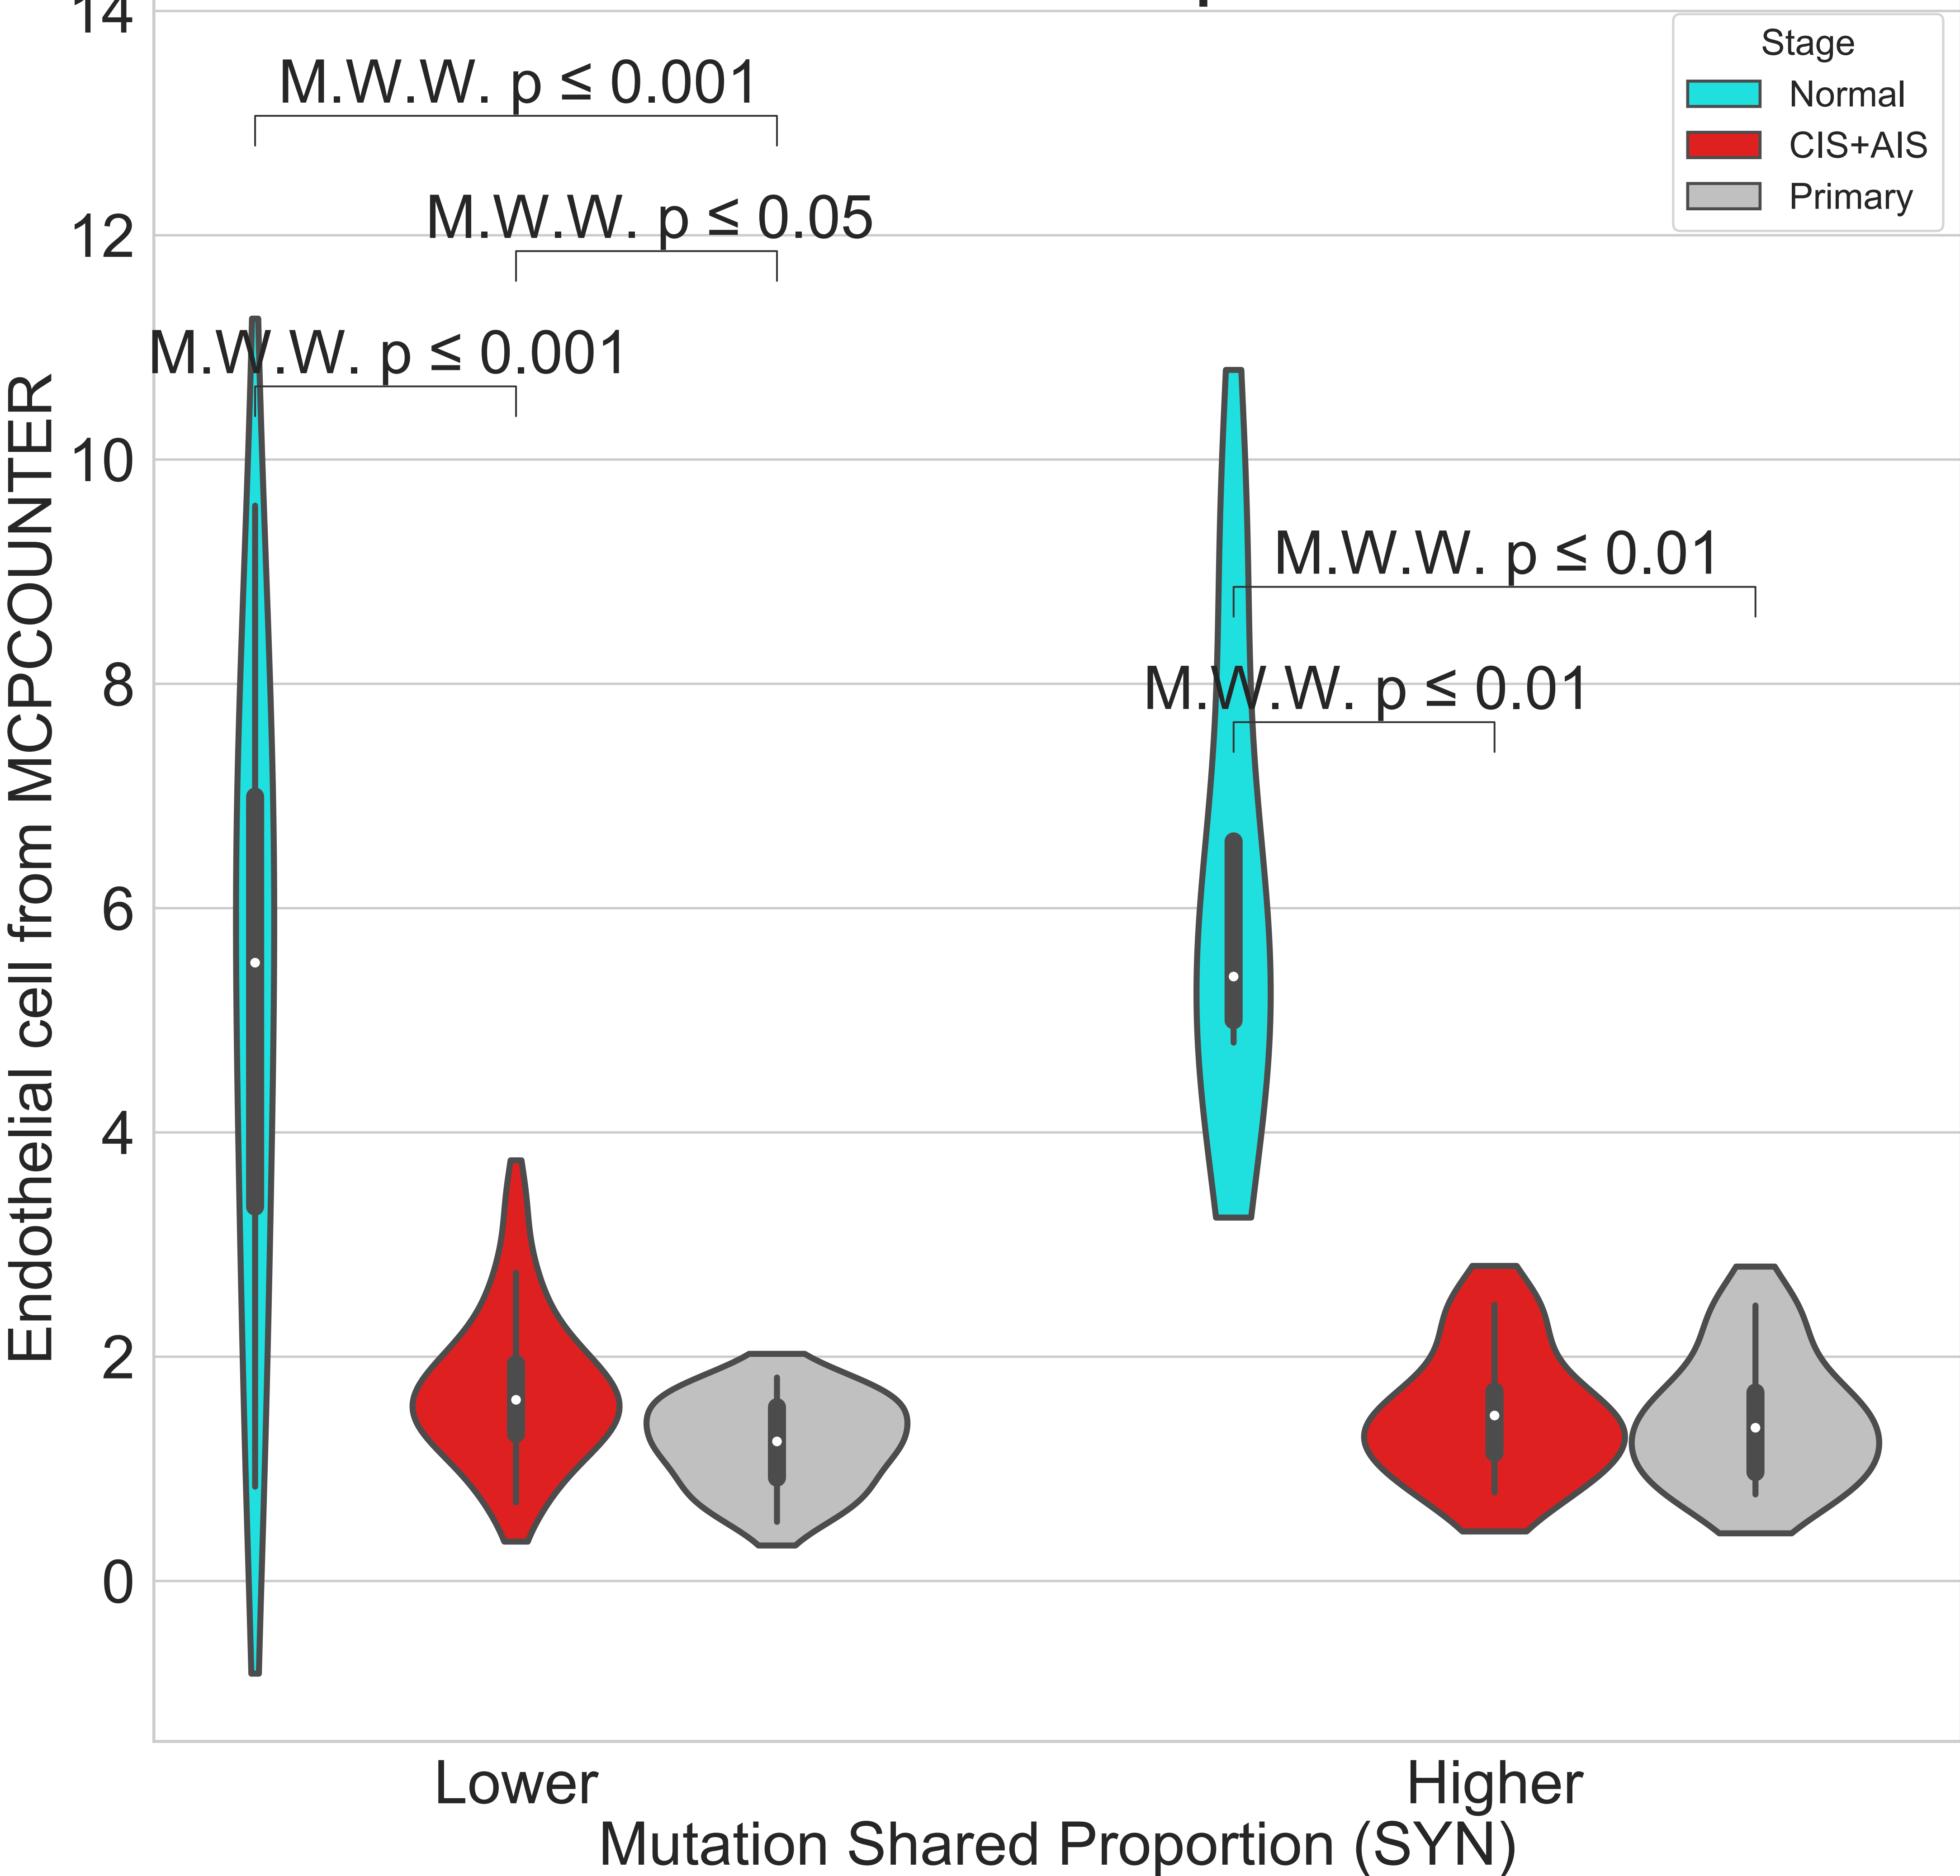 14
12
10
8
6
4
2
0
Endothelial cell from MCPCOUNTER
M.W.W. p ≤ 0.001
M.W.W. p ≤ 0.05
M.W.W. p ≤ 0.001
M.W.W. p ≤ 0.01
M.W.W. p ≤ 0.01
Stage
Normal
CIS+AIS
Primary
Lower
Higher
Mutation Shared Proportion (SYN)